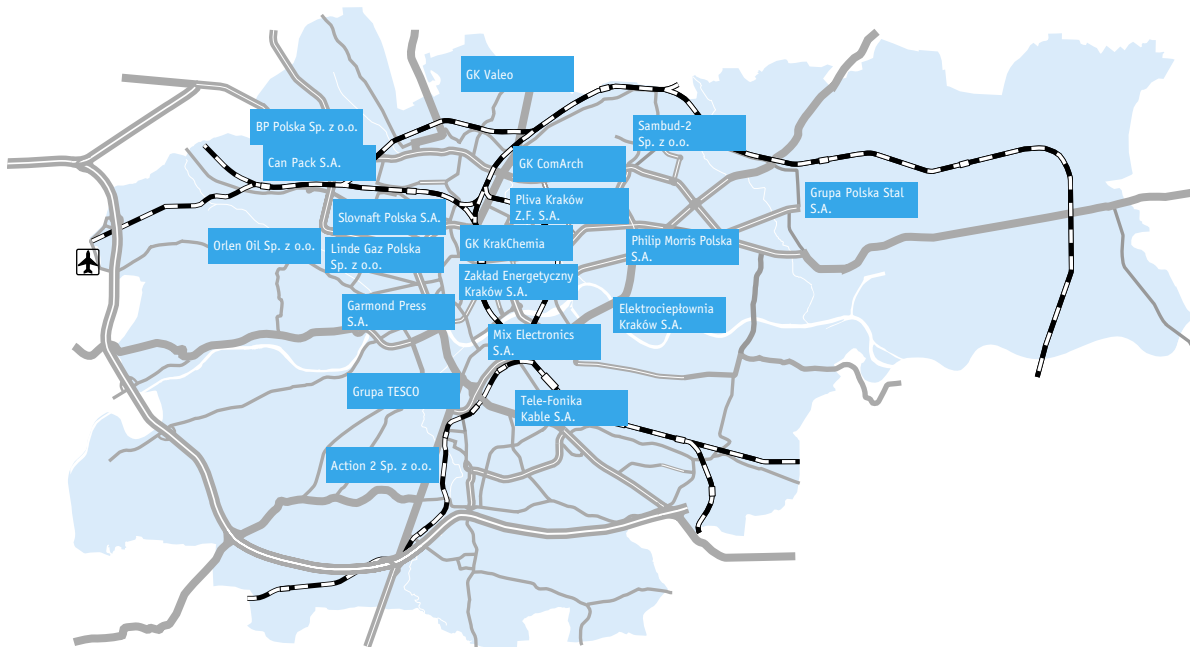 GK Valeo
BP Polska Sp. z o.o.
Sambud-2
Sp. z o.o.
Can Pack S.A.
GK ComArch
Pliva Kraków
Z.F. S.A.
Grupa Polska Stal
S.A.
Slovnaft Polska S.A.
Orlen Oil Sp. z o.o.
Linde Gaz Polska
Sp. z o.o.
GK KrakChemia
Philip Morris Polska
S.A.
Zakład Energetyczny
Kraków S.A.
Garmond Press
S.A.
Elektrociepłownia
Kraków S.A.
Mix Electronics
S.A.
Grupa TESCO
Tele-Fonika
Kable S.A.
Action 2 Sp. z o.o.